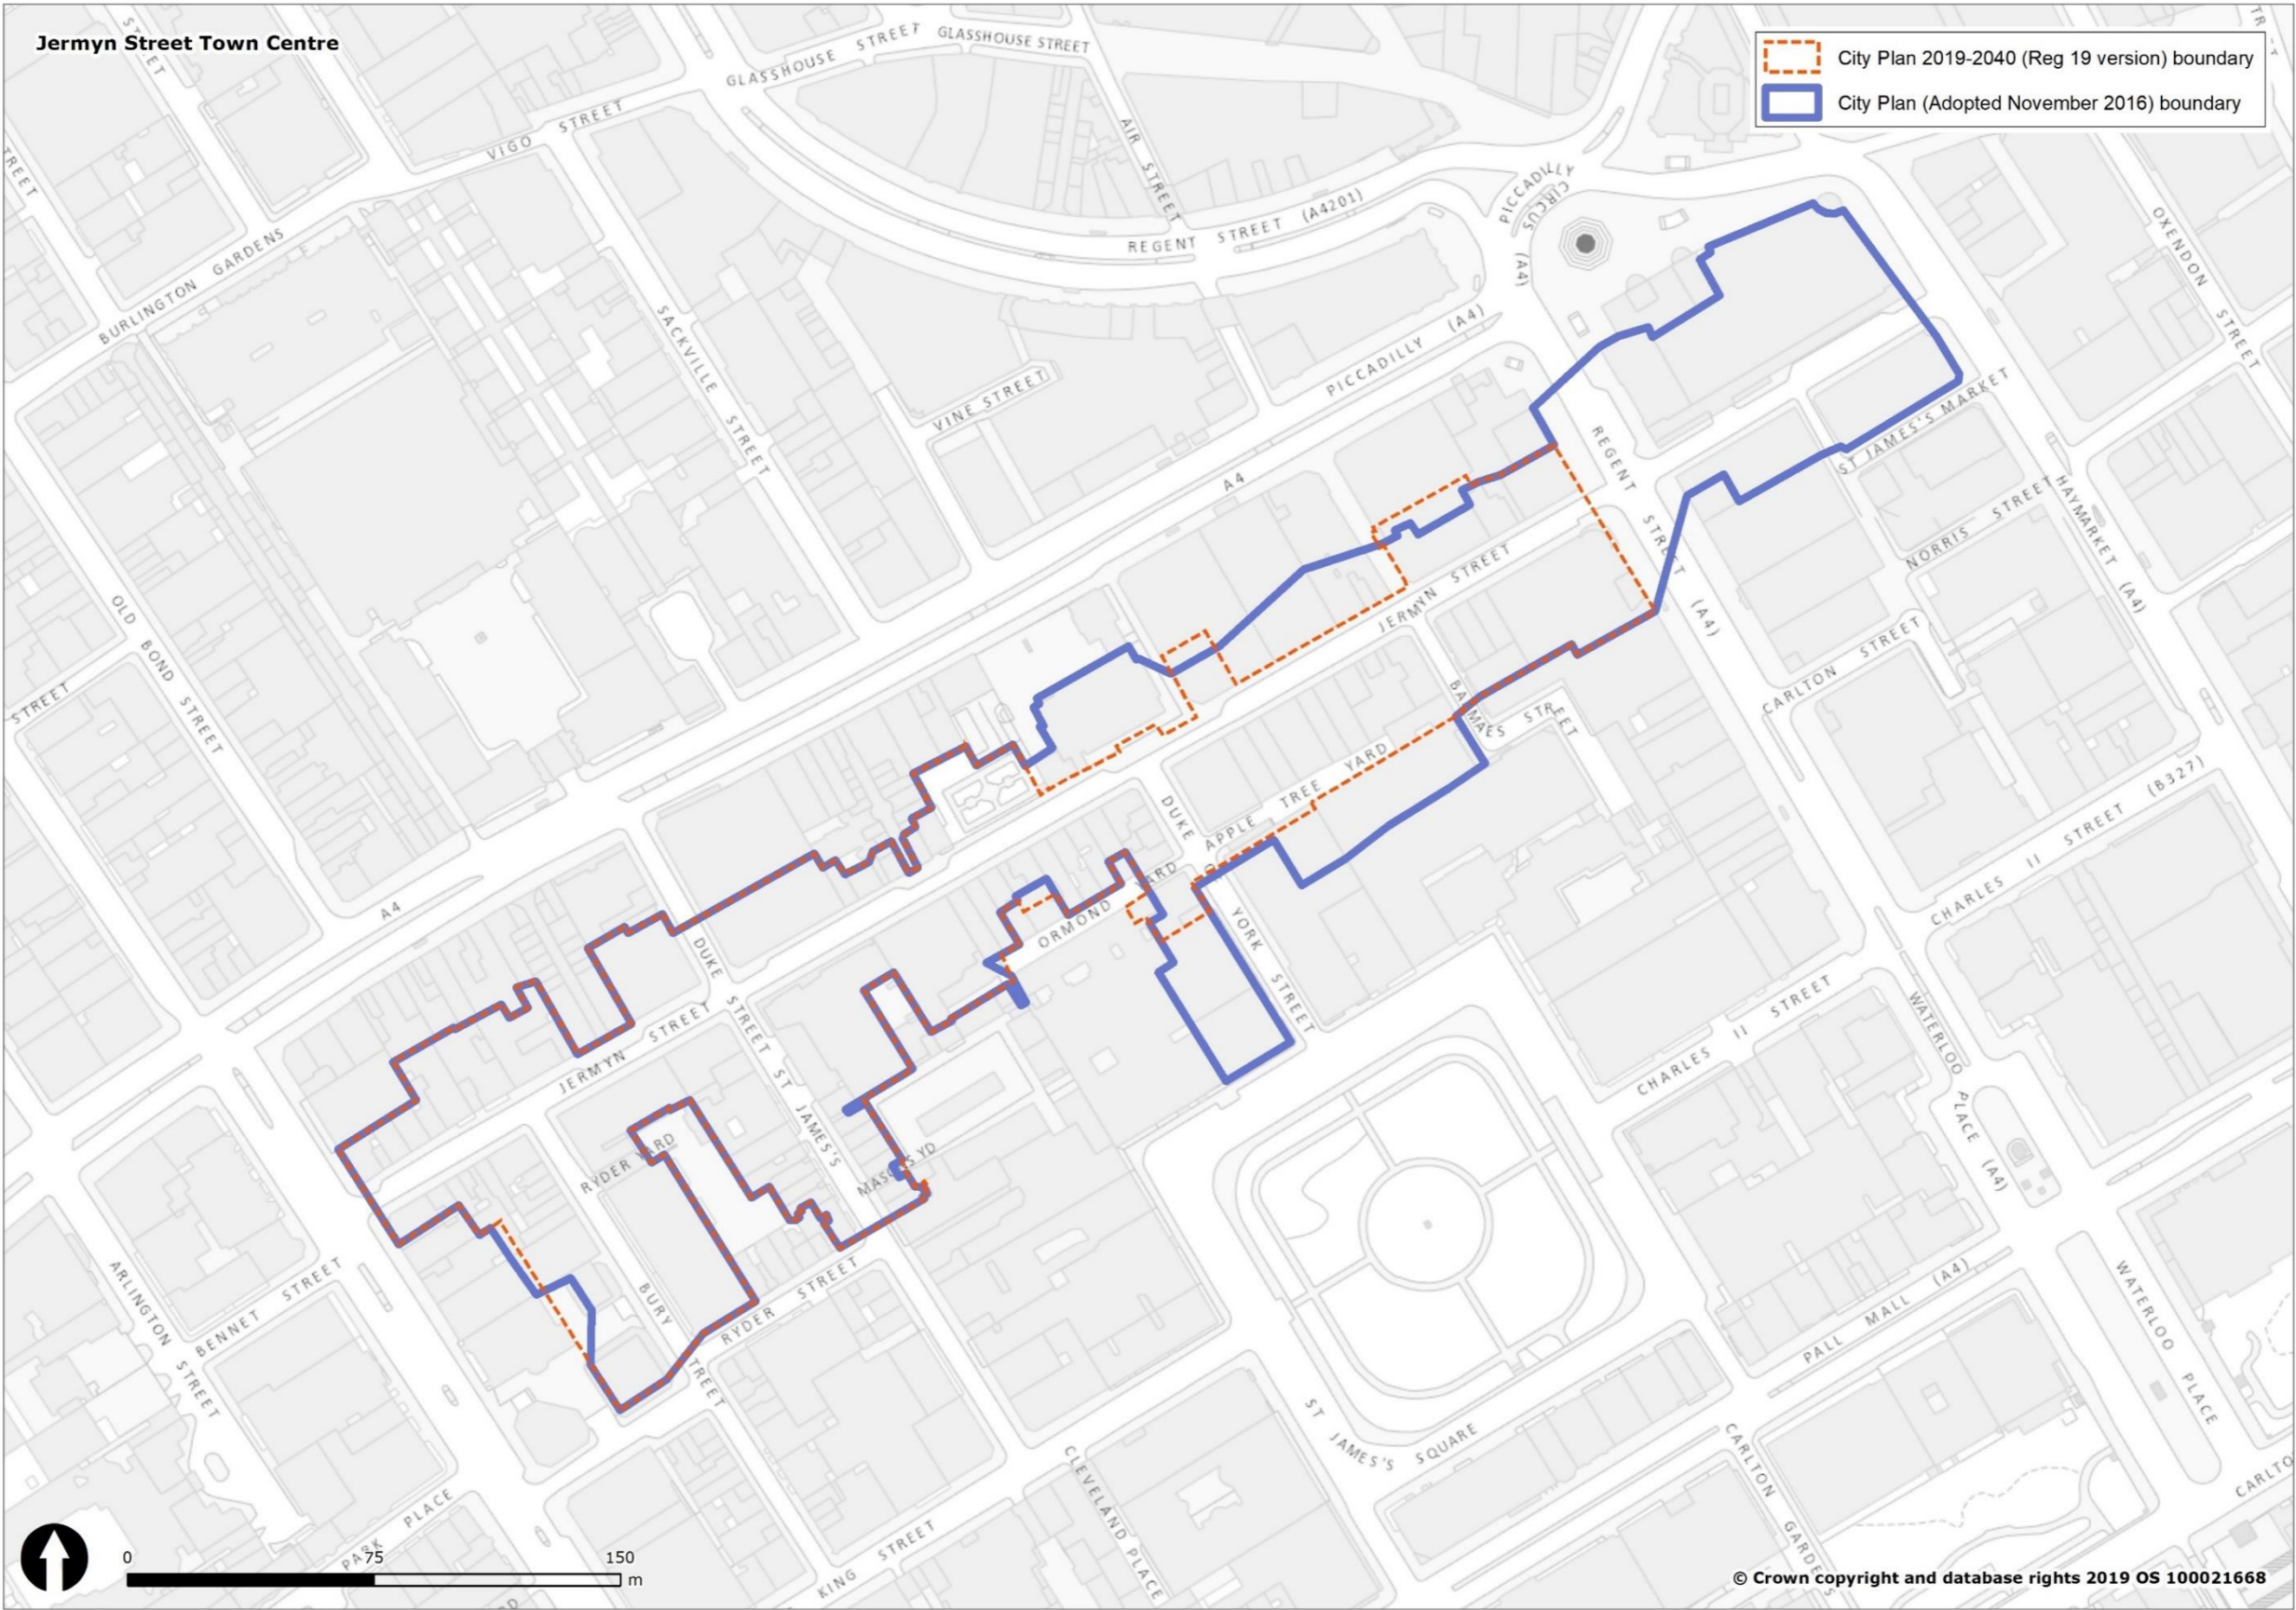 Jermyn Street Town Centre
City Plan 2019-2040 (Reg 19 version) boundary
City Plan (Adopted November 2016) boundary
STREET
GLASSHOUSE STREET
GLASSHOUSE STREET
VIGO STREET
AIR STREET
TREET
PICCADILLY
CIRCUS
REGENT STREET (A4201)
(A4)
OXENDON STREET
BURLINGTON GARDENS
SACKVILLE STREET
VINE STREET
PICCADILLY (A4)
ST JAMES'S MARKET
A4
REGENT STREET (A4)
NORRIS STREET
HAYMARKET (A4)
JERMYN STREET
OLD BOND STREET
STREET
CARLTON STREET
BABMAES STREET
APPLE TREE YARD
CHARLES II STREET (B327)
DUKE OF YORK STREET
ORMOND YARD
A4
DUKE STREET ST JAMES'S
JERMYN STREET
CHARLES II STREET
WATERLOO PLACE (A4)
RYDER YARD
MASONS YD
ARLINGTON STREET
BENNET STREET
BURY STREET
RYDER STREET
PALL MALL (A4)
WATERLOO PLACE
ST JAMES'S SQUARE
CLEVELAND PLACE
CARLTON GARDENS
CARLTO
PARK PLACE
KING STREET
0 75 150
m
© Crown copyright and database rights 2019 OS 100021668